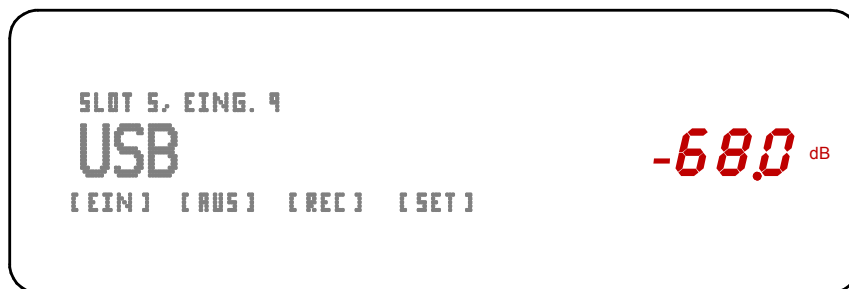 SLOT 5, EING. 9
USB
-68.0 dB
[EIN] [AUS] [REC] [SET]